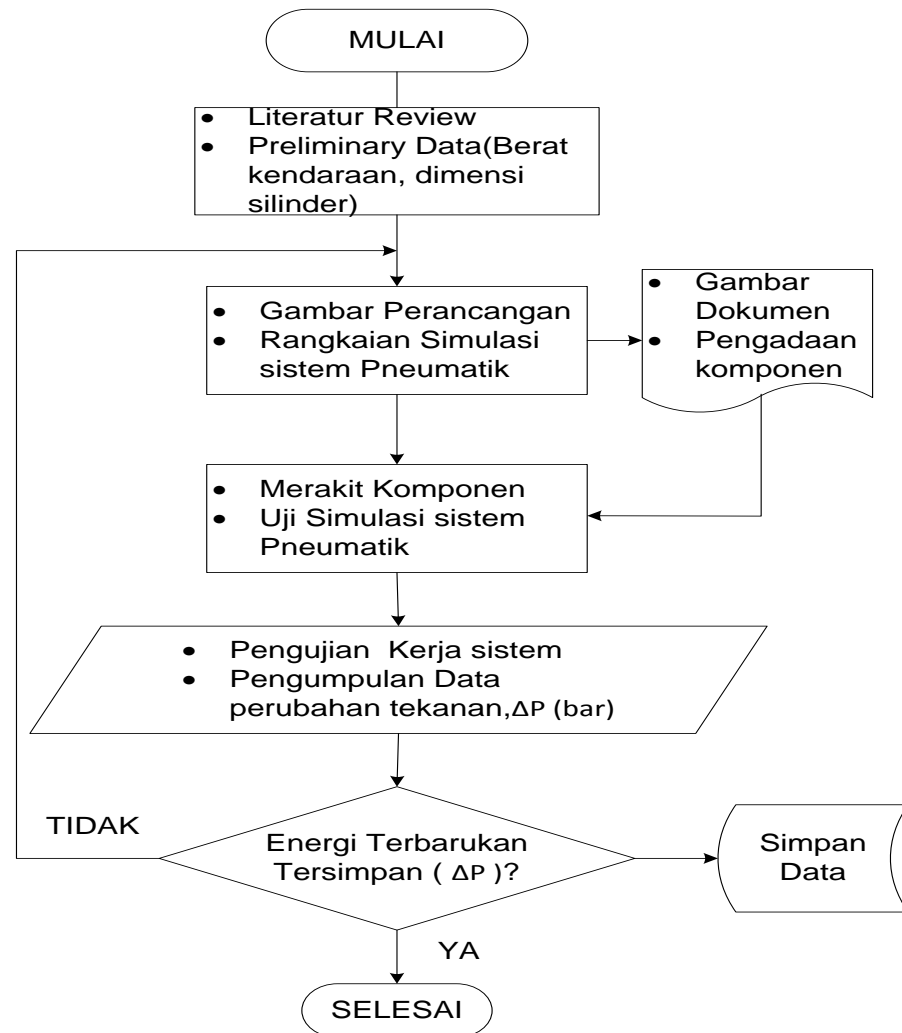 MULAI
• Literatur Review
• Preliminary Data(Berat
kendaraan, dimensi
silinder)
• Gambar Perancangan
• Rangkaian Simulasi
sistem Pneumatik
• Gambar
Dokumen
• Pengadaan
komponen
• Merakit Komponen
• Uji Simulasi sistem
Pneumatik
• Pengujian Kerja sistem
• Pengumpulan Data
perubahan tekanan,ΔP (bar)
TIDAK
Energi Terbarukan
Tersimpan ( ΔP )?
Simpan
Data
YA
SELESAI